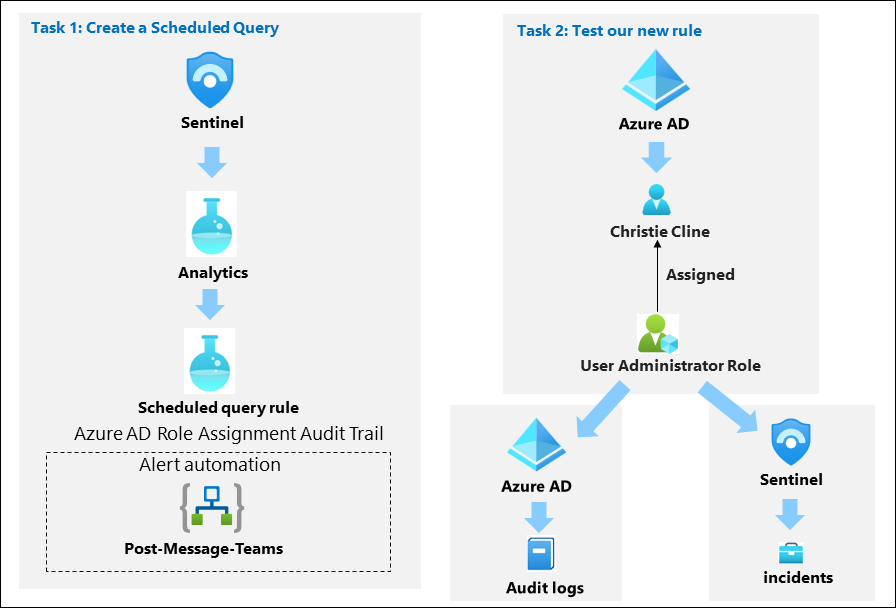 Task 1: Create a Scheduled Query
Sentinel
Analytics
Scheduled query rule
Azure AD Role Assignment Audit Trail
Alert automation
Post-Message-Teams
Task 2: Test our new rule
Azure AD
Christie Cline
Assigned
User Administrator Role
Azure AD
Audit logs
Sentinel
incidents